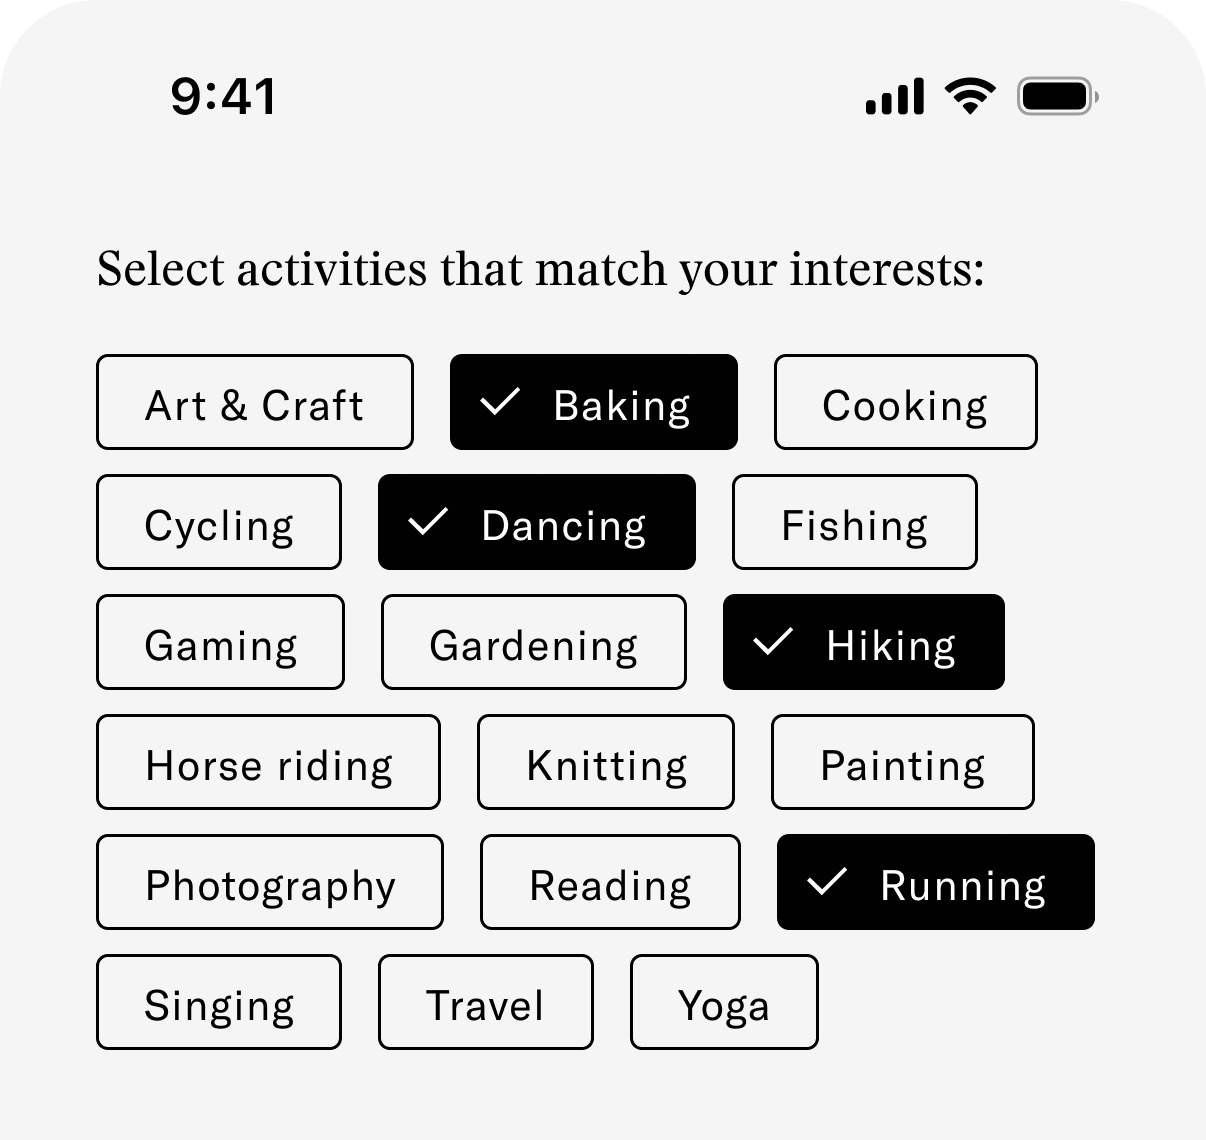 9:41
Select activities that match your interests:
Art & Craft Baking Cooking
Cycling Dancing Fishing
Gaming Gardening Hiking
Horse riding Knitting Painting
Photography Reading Running
Singing Travel Yoga